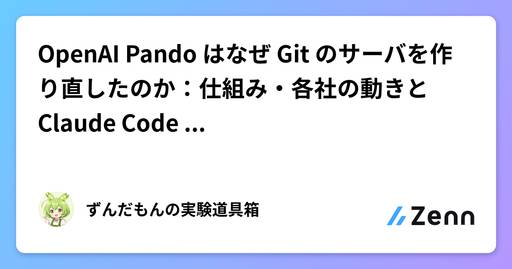 OpenAI Pando はなぜ Git のサーバを作
り直したのか：仕組み・各社の動きと
Claude Code ...
ずんだもんの実験道具箱
Zenn